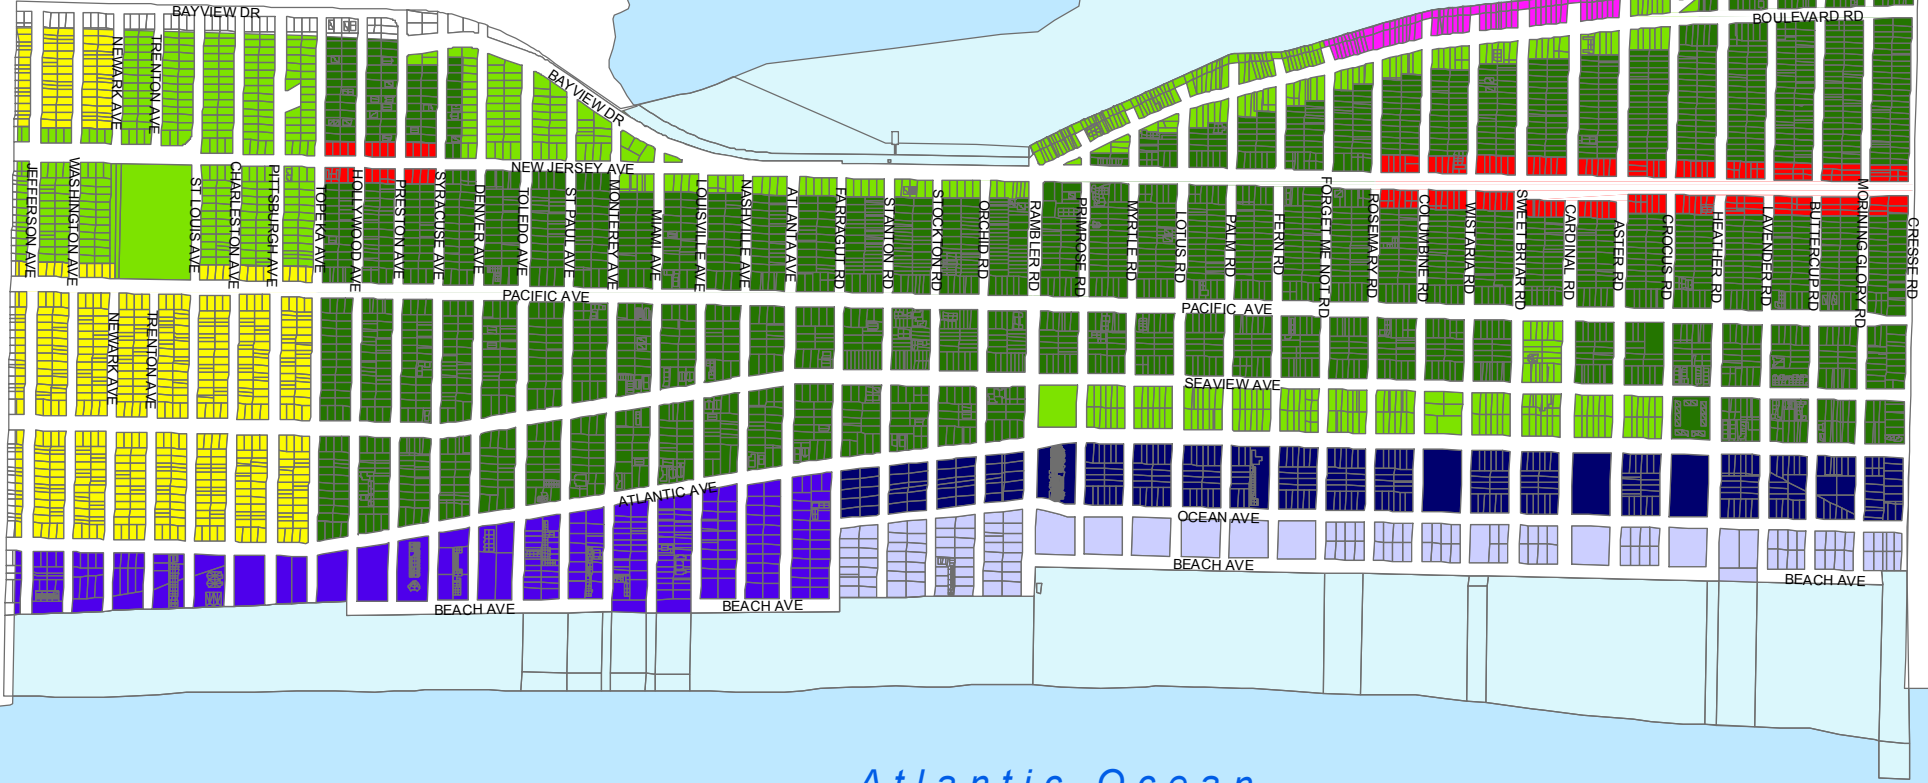 BAYVIEW DR
BOULEVARD RD
NEWARK AVE
TRENTON AVE
BAYVIEW DR
NEW JERSEY AVE
JEFFERSON AVE
WASHINGTON AVE
ST LOUIS AVE
CHARLESTON AVE
PITTSBURGH AVE
TOPEKA AVE
HOLLYWOOD AVE
PRESTON AVE
SYRACUSE AVE
DENVER AVE
TOLEDO AVE
ST PAUL AVE
MONTEREY AVE
MIAMI AVE
LOUISVILLE AVE
NASHVILLE AVE
ATLANTA AVE
FARRAGUT RD
STANTON RD
STOCKTON RD
ORCHID RD
RAMBLER RD
PRIMROSE RD
MYRTLE RD
LOTUS RD
PALM RD
FERN RD
FORGET ME NOT RD
ROSEMARY RD
COLUMBINE RD
WISTARIA RD
SWEET BRIAR RD
CARDINAL RD
ASTER RD
CROCUS RD
HEATHER RD
LAVENDER RD
BUTTERCUP RD
MORNING GLORY RD
CRESSE RD
PACIFIC AVE
PACIFIC AVE
NEWARK AVE
TRENTON AVE
SEAVIEW AVE
ATLANTIC AVE
OCEAN AVE
BEACH AVE
BEACH AVE
BEACH AVE
BEACH AVE
Atlantic Ocean